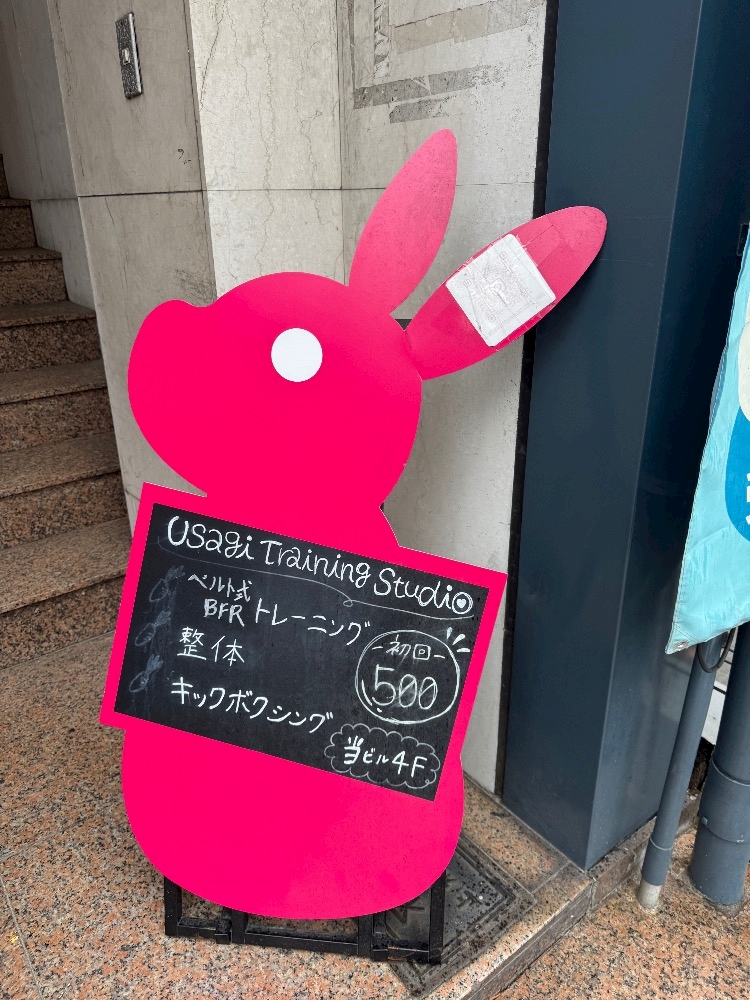 Usagi Training Studio
ベルト式
BFR トレーニング
整体
キックボクシング
-初回-
500
当ビル4F